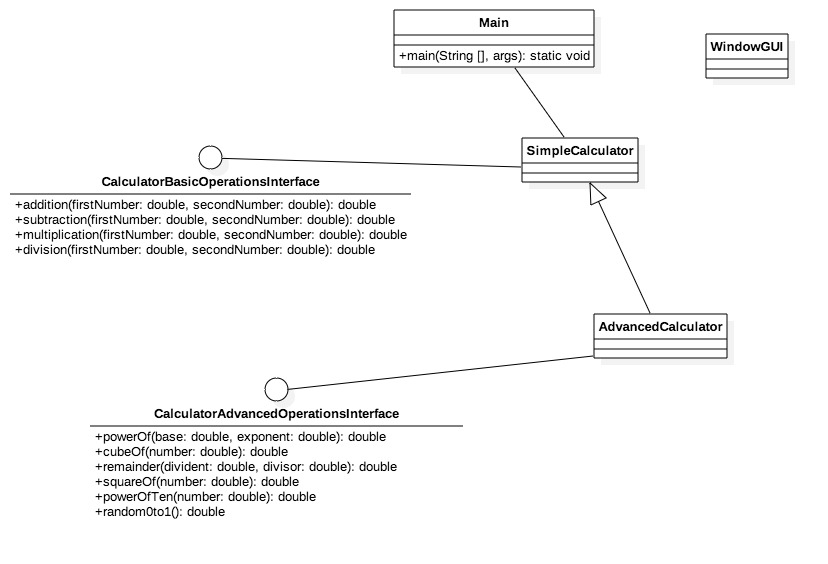 Main
+main(String [], args): static void
WindowGUI
SimpleCalculator
CalculatorBasicOperationsInterface
+addition(firstNumber: double, secondNumber: double): double
+subtraction(firstNumber: double, secondNumber: double): double
+multiplication(firstNumber: double, secondNumber: double): double
+division(firstNumber: double, secondNumber: double): double
AdvancedCalculator
CalculatorAdvancedOperationsInterface
+powerOf(base: double, exponent: double): double
+cubeOf(number: double): double
+remainder(divident: double, divisor: double): double
+squareOf(number: double): double
+powerOfTen(number: double): double
+random0to1(): double